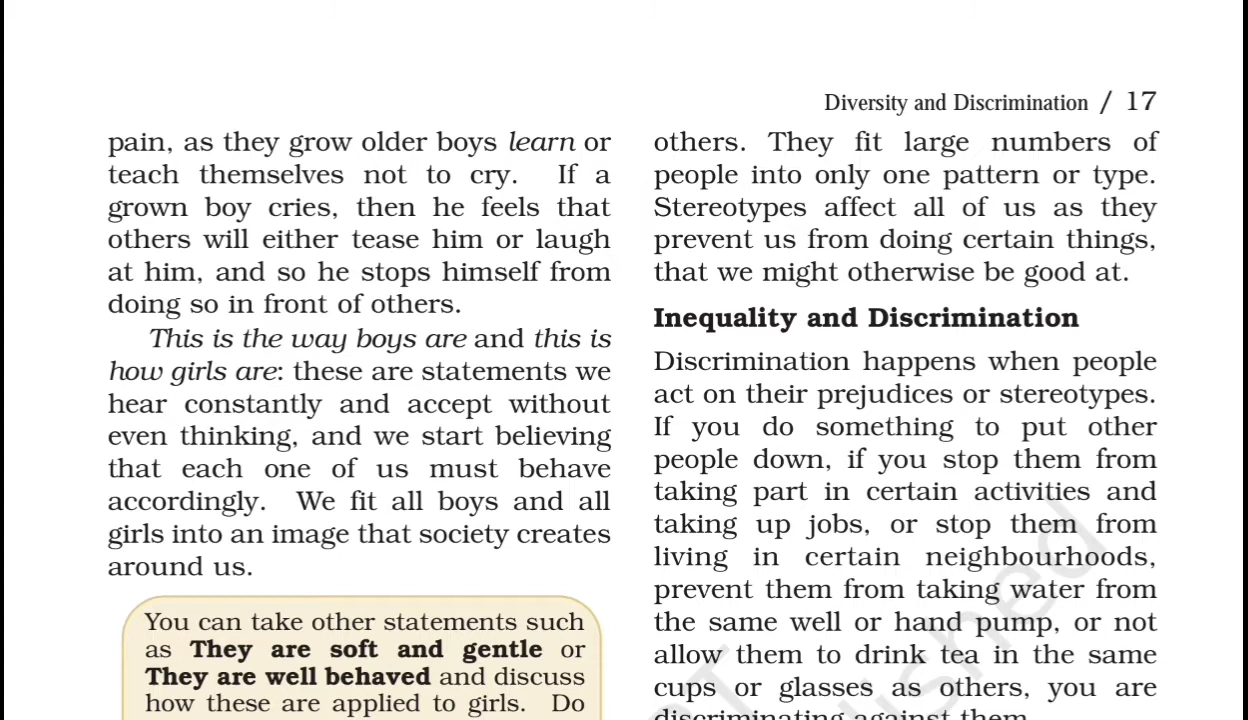 Diversity and Discrimination / 17
pain, as they grow older boys learn or
teach themselves not to cry. If a
grown boy cries, then he feels that
others will either tease him or laugh
at him, and so he stops himself from
doing so in front of others.
This is the way boys are and this is
how girls are: these are statements we
hear constantly and accept without
even thinking, and we start believing
that each one of us must behave
accordingly. We fit all boys and all
girls into an image that society creates
around us.
You can take other statements such
as They are soft and gentle or
They are well behaved and discuss
how these are applied to girls. Do
others. They fit large numbers of
people into only one pattern or type.
Stereotypes affect all of us as they
prevent us from doing certain things,
that we might otherwise be good at.
Inequality and Discrimination
Discrimination happens when people
act on their prejudices or stereotypes.
If you do something to put other
people down, if you stop them from
taking part in certain activities and
taking up jobs, or stop them from
living in certain neighbourhoods,
prevent them from taking water from
the same well or hand pump, or not
allow them to drink tea in the same
cups or glasses as others, you are
discriminating against them.